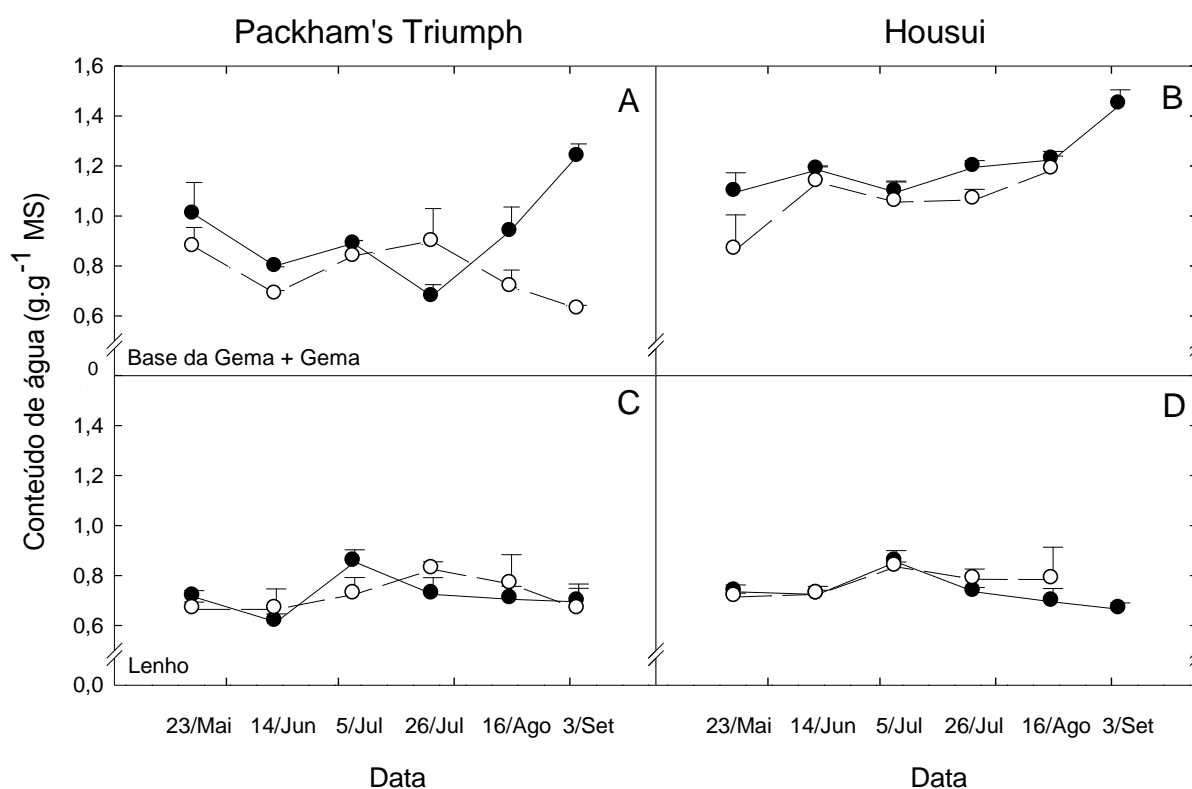 Packham's Triumph
Housui
Conteúdo de água (g.g⁻¹ MS)
1,6
1,4
1,2
1,0
0,8
0,6
0
A
B
Base da Gema + Gema
1,4
1,2
1,0
0,8
0,6
0,0
C
D
Lenho
23/Mai 14/Jun 5/Jul 26/Jul 16/Ago 3/Set
23/Mai 14/Jun 5/Jul 26/Jul 16/Ago 3/Set
Data
Data